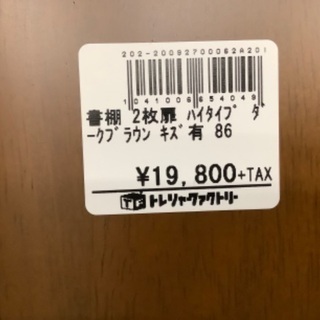 202-20092700062A201
1041006654049
書棚 2枚扉 ハイタイプ ダ
ークブラウン キズ有 86
¥19,800+TAX
トレジャーファクトリー